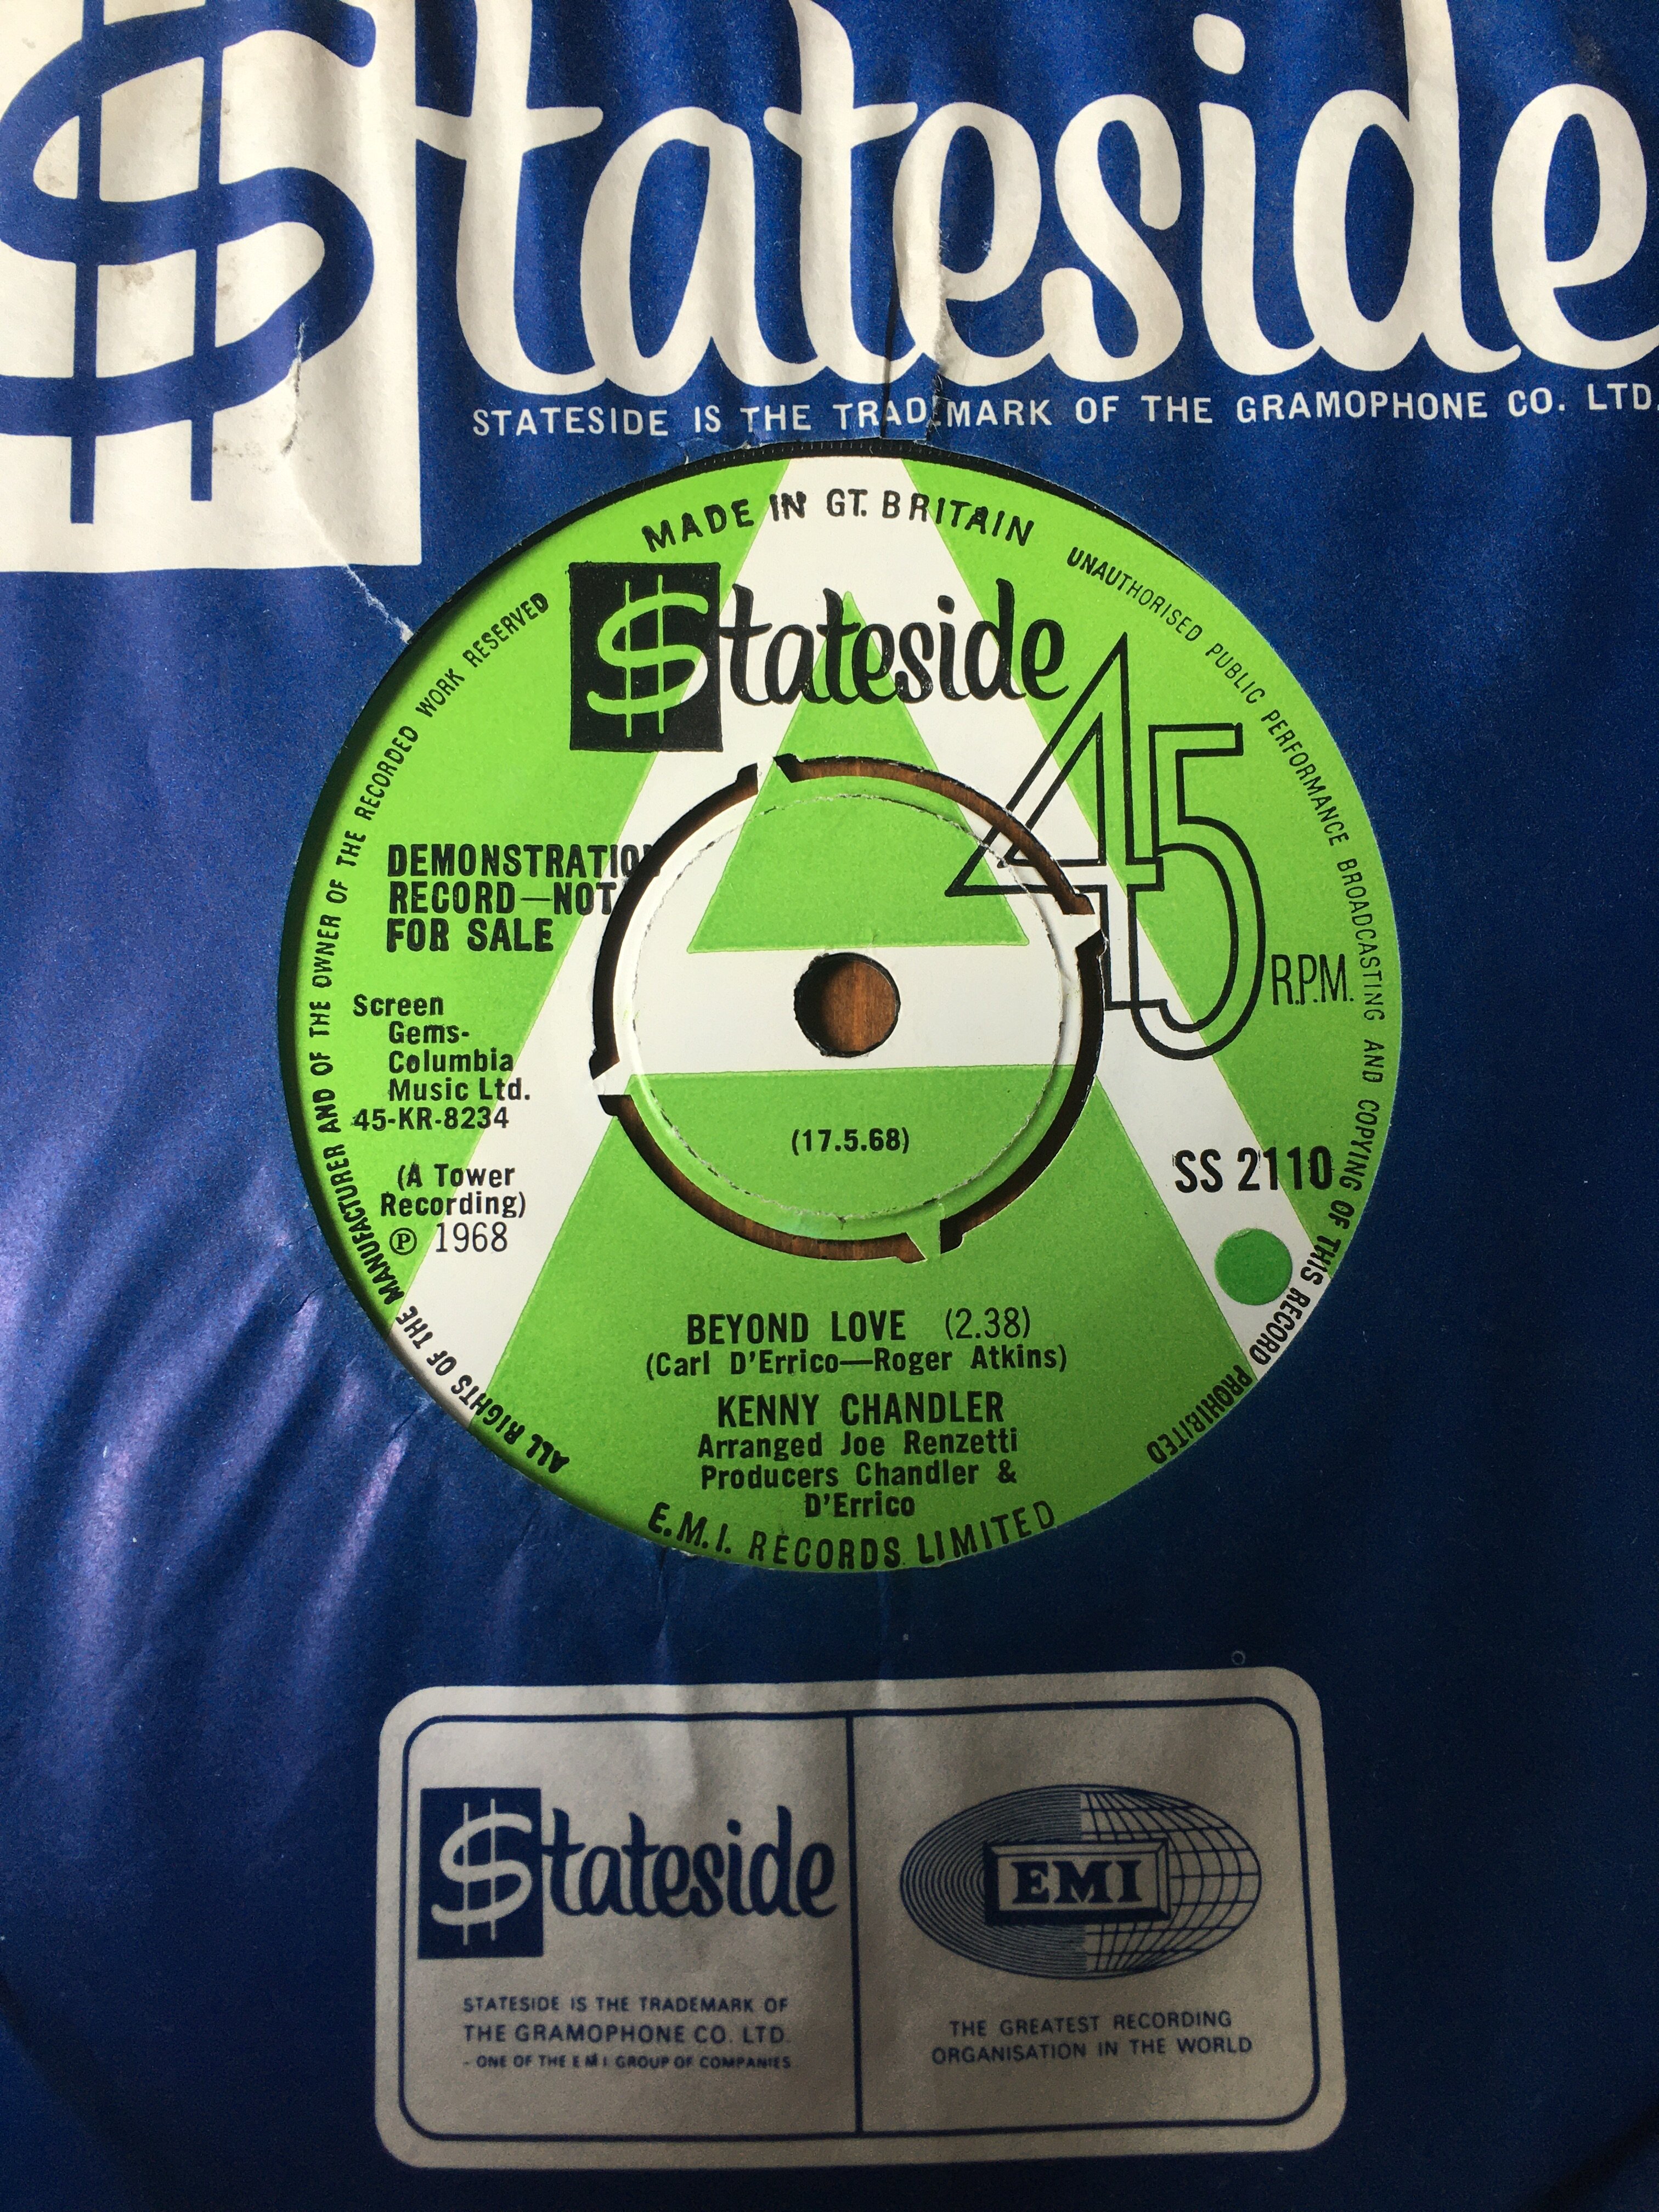 Stateside
STATESIDE IS THE TRADEMARK OF THE GRAMOPHONE CO. LTD.
MADE IN GT. BRITAIN
Stateside
45
R.P.M.
ALL RIGHTS OF THE MANUFACTURER AND OF THE OWNER OF THE RECORDED WORK RESERVED
UNAUTHORISED PUBLIC PERFORMANCE BROADCASTING AND COPYING OF THIS RECORD PROHIBITED
DEMONSTRATION
RECORD—NOT
FOR SALE
Screen
Gems-
Columbia
Music Ltd.
45-KR-8234
(A Tower
Recording)
℗ 1968
(17.5.68)
SS 2110
BEYOND LOVE (2.38)
(Carl D'Errico—Roger Atkins)
KENNY CHANDLER
Arranged Joe Renzetti
Producers Chandler &
D'Errico
E.M.I. RECORDS LIMITED
Stateside
STATESIDE IS THE TRADEMARK OF
THE GRAMOPHONE CO. LTD.
- ONE OF THE E M I GROUP OF COMPANIES
EMI
THE GREATEST RECORDING
ORGANISATION IN THE WORLD